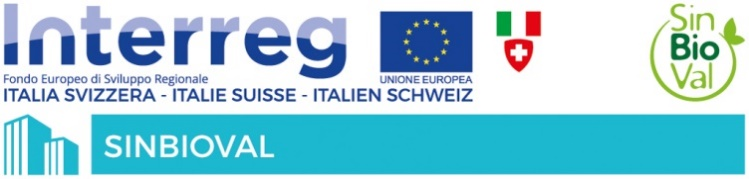 Interreg
Fondo Europeo di Sviluppo Regionale
UNIONE EUROPEA
ITALIA SVIZZERA - ITALIE SUISSE - ITALIEN SCHWEIZ
Sin
Bio
Val
SINBIOVAL